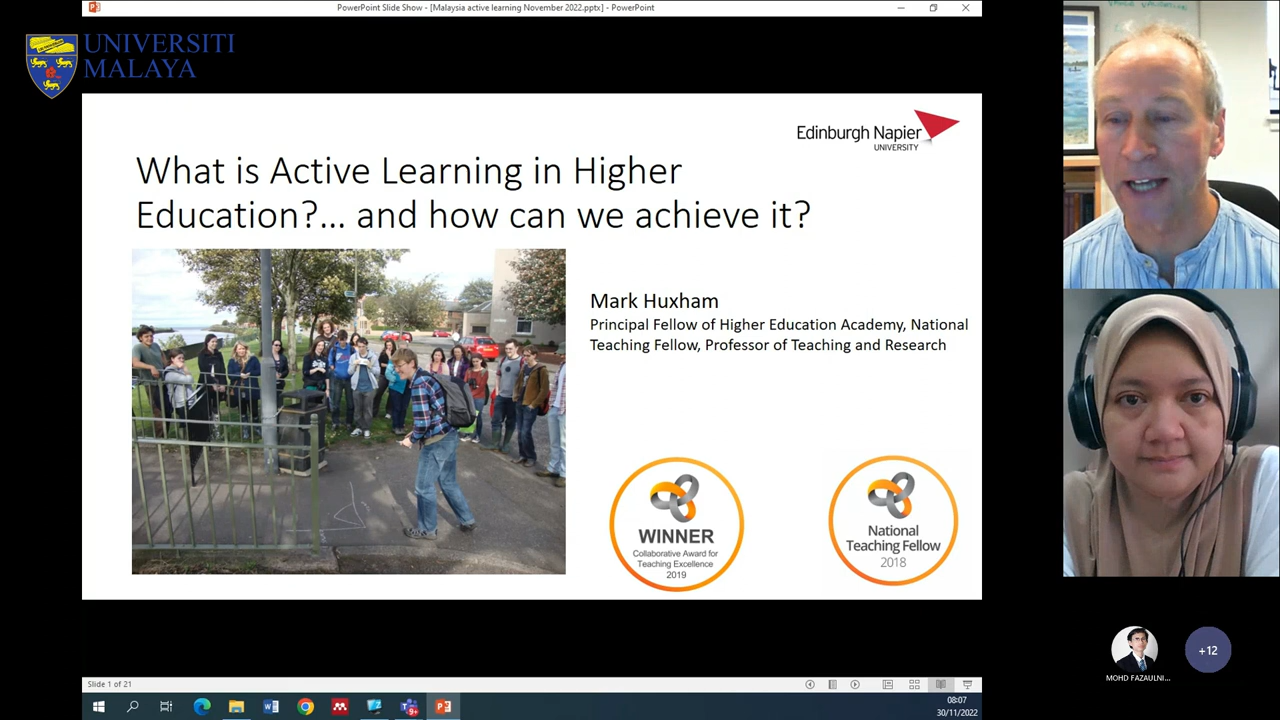 PowerPoint Slide Show - [Malaysia active learning November 2022.pptx] - PowerPoint
UNIVERSITI
MALAYA
Edinburgh Napier
UNIVERSITY
What is Active Learning in Higher
Education?... and how can we achieve it?
Mark Huxham
Principal Fellow of Higher Education Academy, National
Teaching Fellow, Professor of Teaching and Research
WINNER
Collaborative Award for
Teaching Excellence
2019
National
Teaching Fellow
2018
+12
MOHD FAZAULNI...
Slide 1 of 21
9+
08:07
30/11/2022